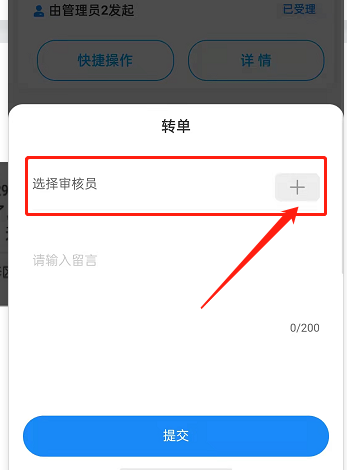 由管理员2发起
已受理
快捷操作
详 情
转单
选择审核员
请输入留言
0/200
提交